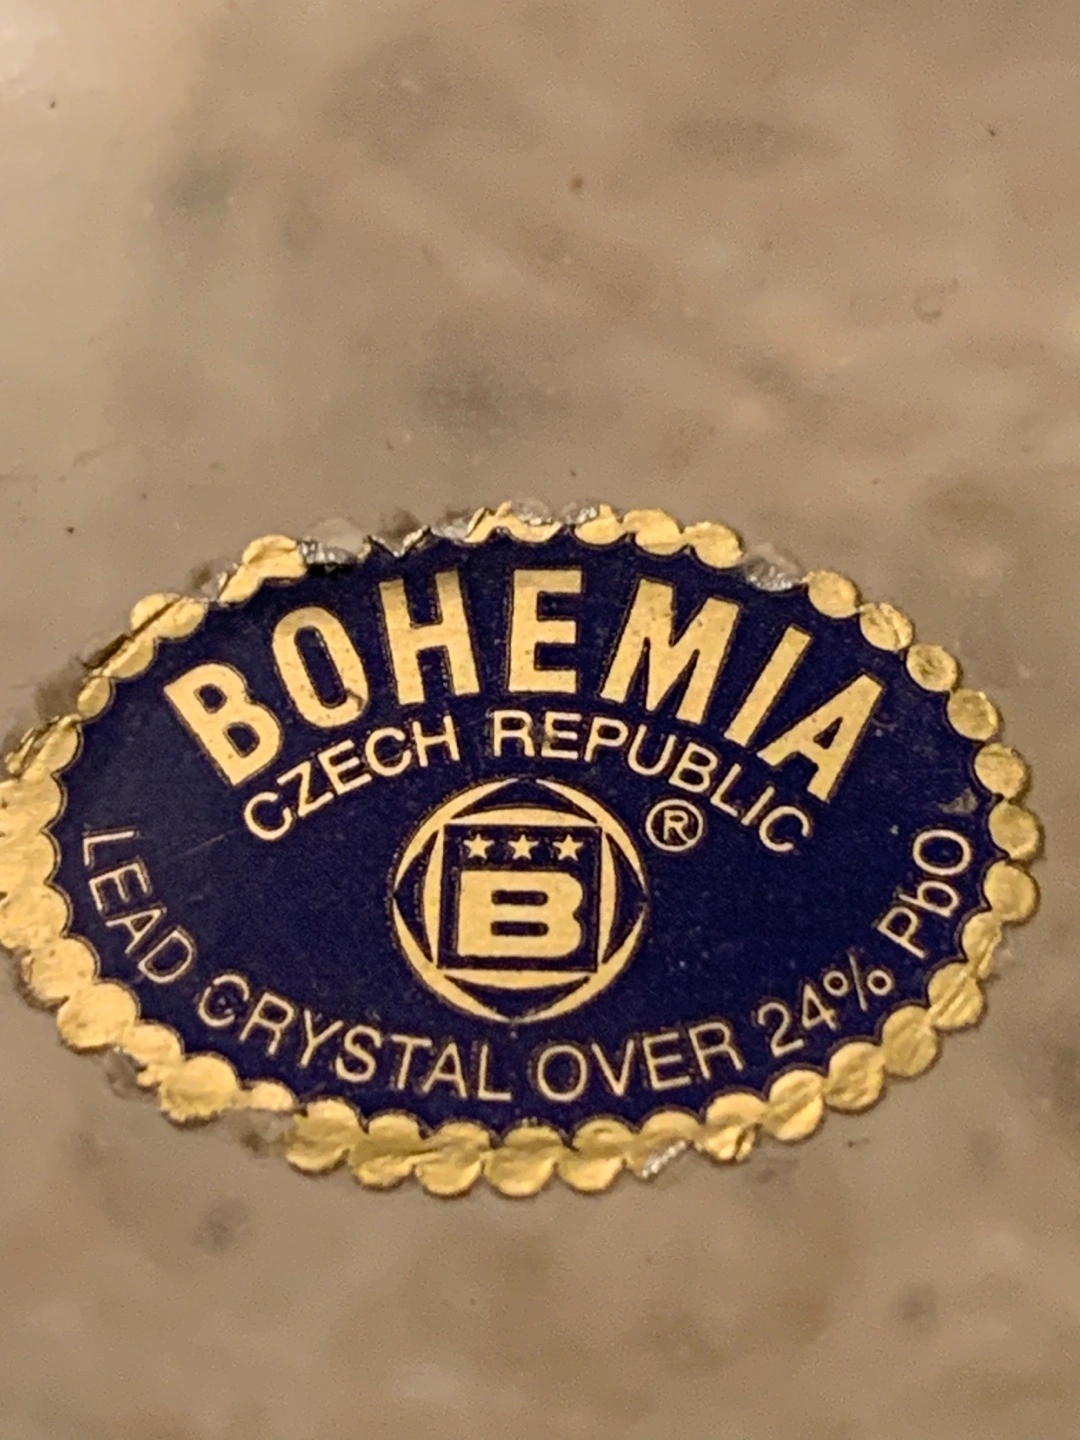 BOHEMIA
CZECH REPUBLIC
®
B
LEAD CRYSTAL OVER 24% PbO